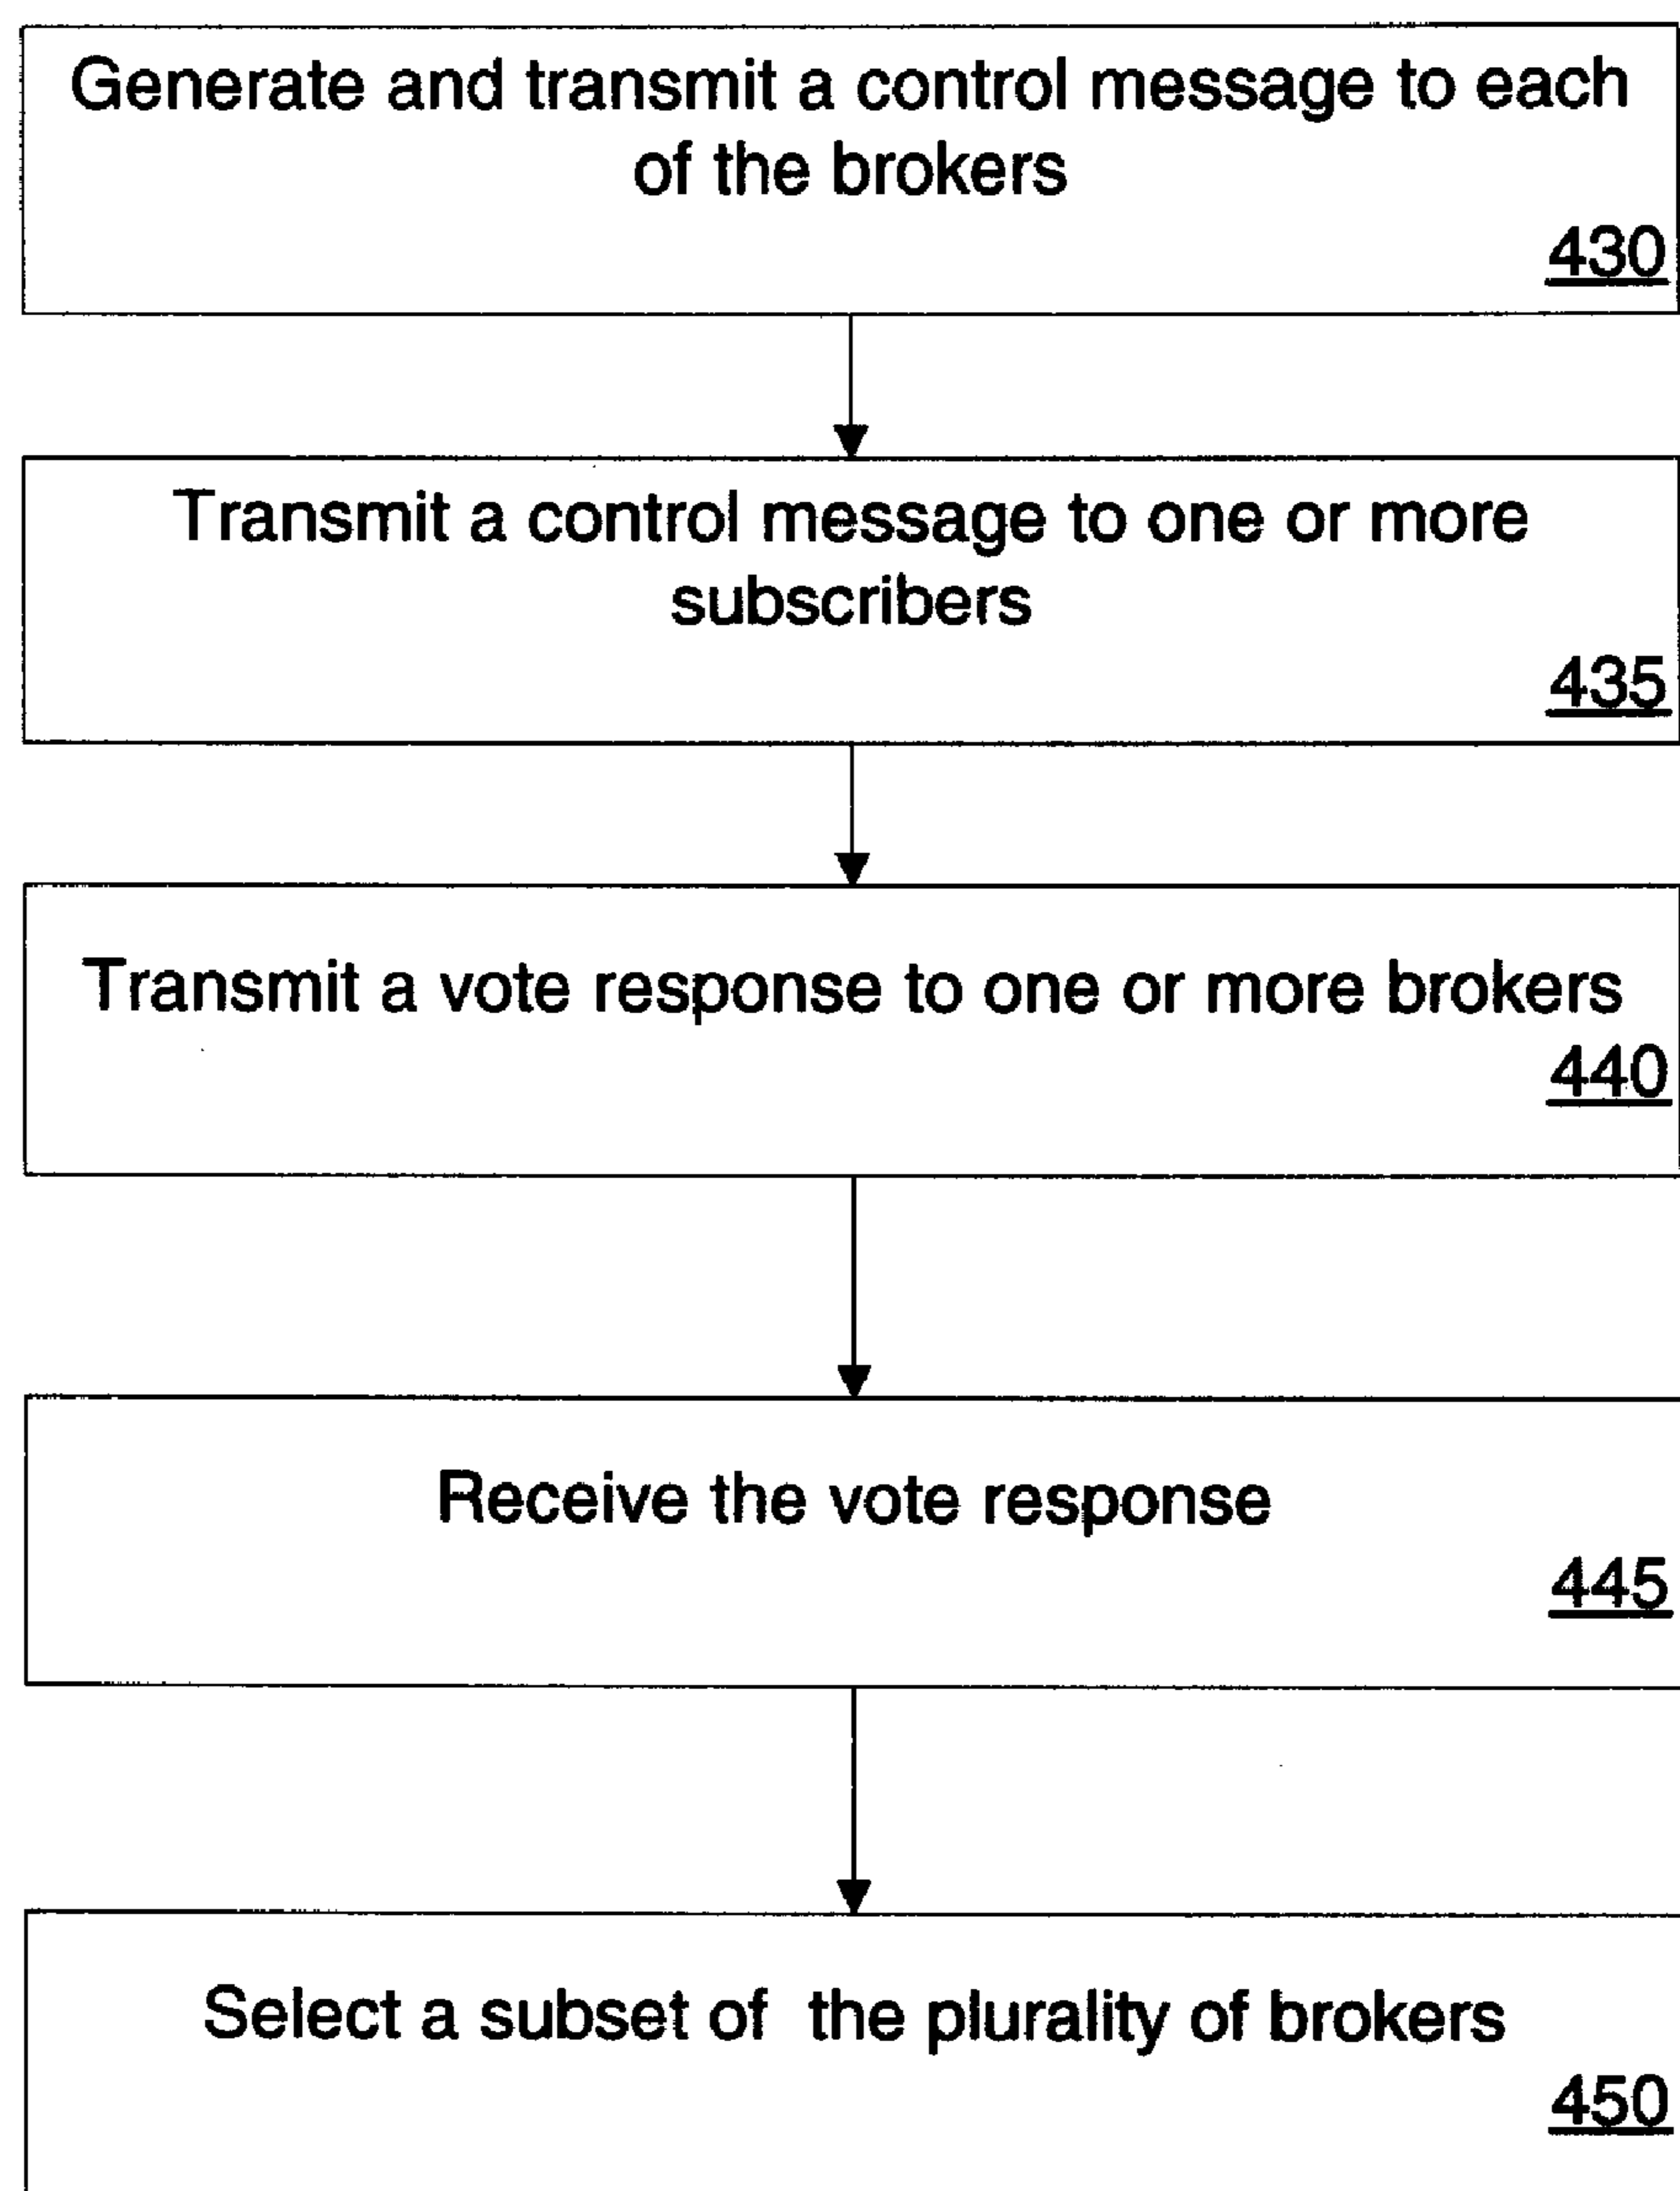 Generate and transmit a control message to each
of the brokers
430
Transmit a control message to one or more
subscribers
435
Transmit a vote response to one or more brokers
440
Receive the vote response
445
Select a subset of the plurality of brokers
450